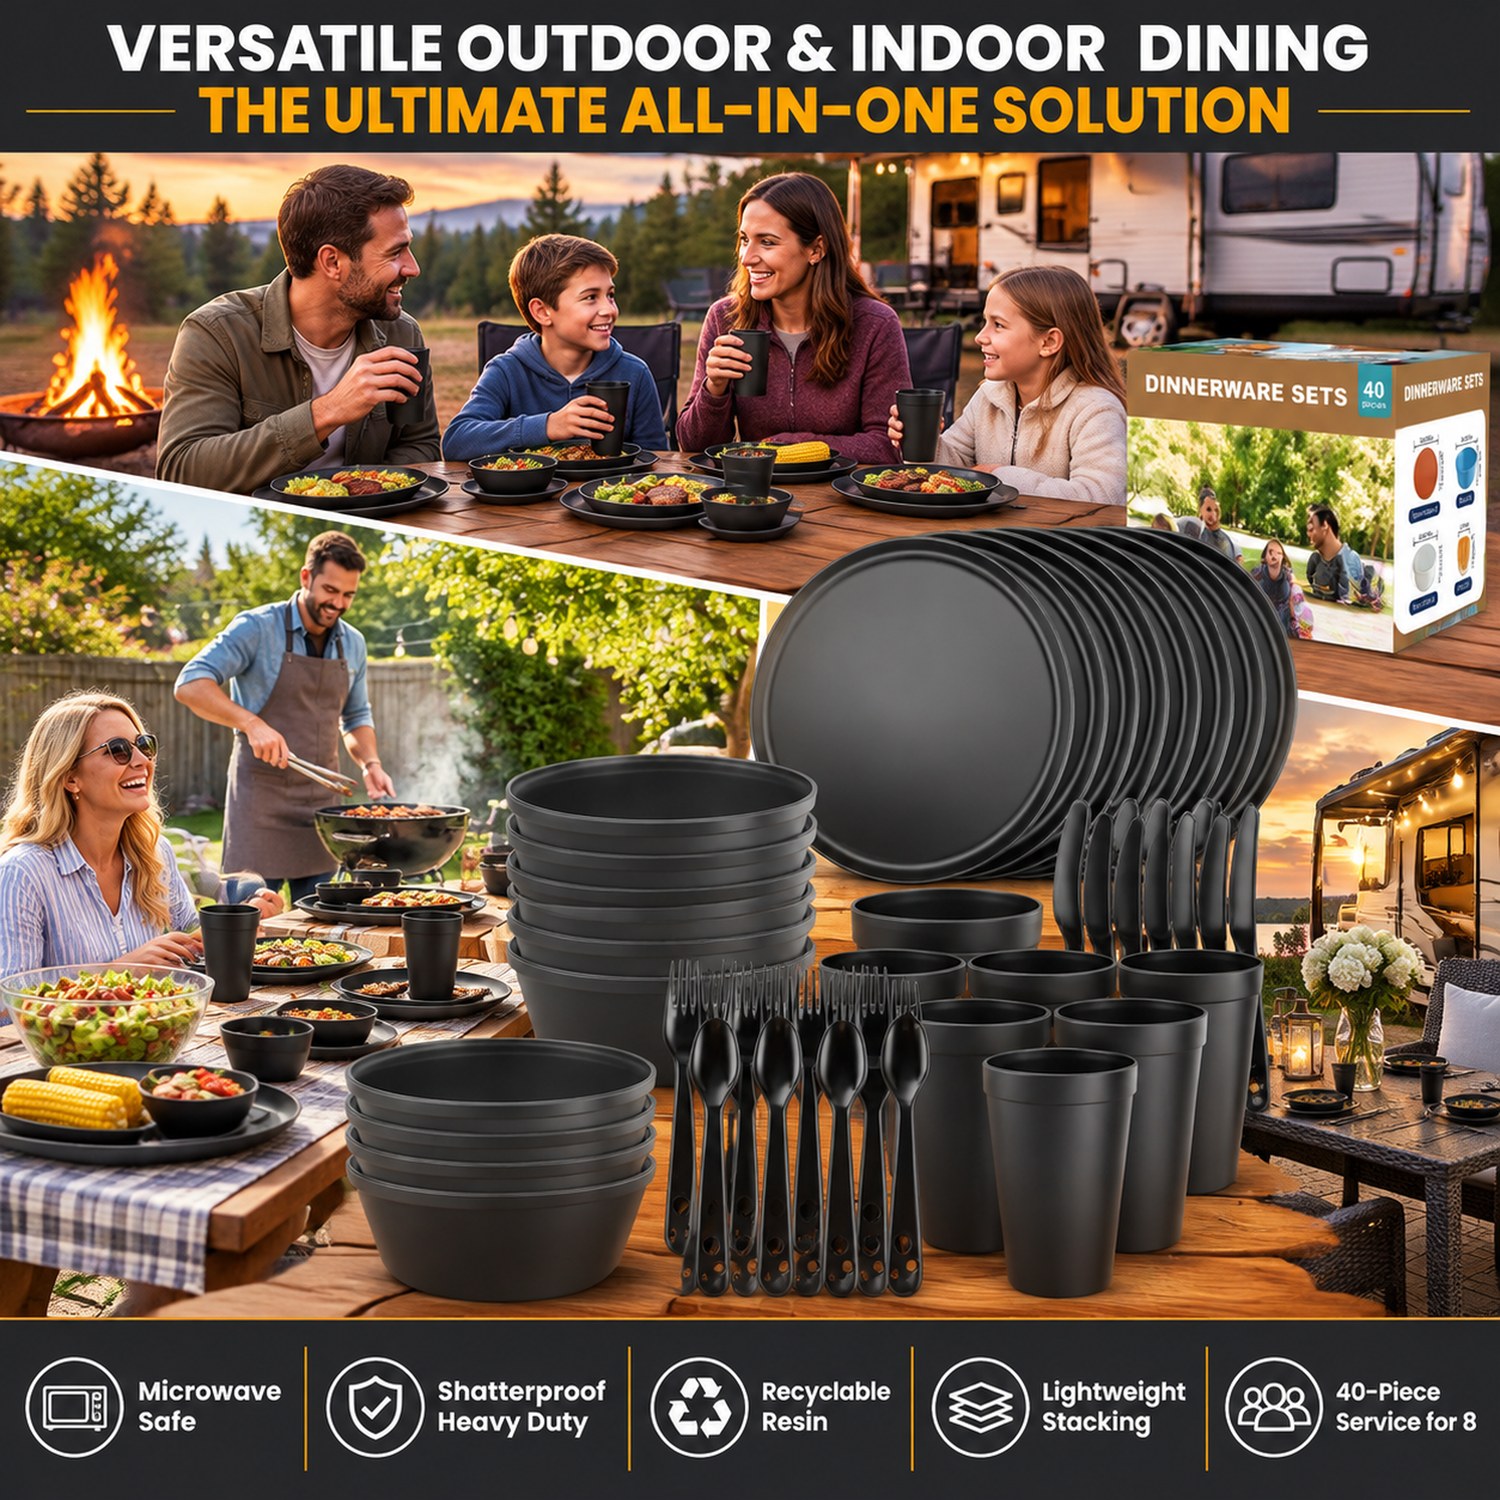 VERSATILE OUTDOOR & INDOOR DINING
THE ULTIMATE ALL-IN-ONE SOLUTION
DINNERWARE SETS
40
DINNERWARE SETS
Microwave
Safe
Shatterproof
Heavy Duty
Recyclable
Resin
Lightweight
Stacking
40-Piece
Service for 8